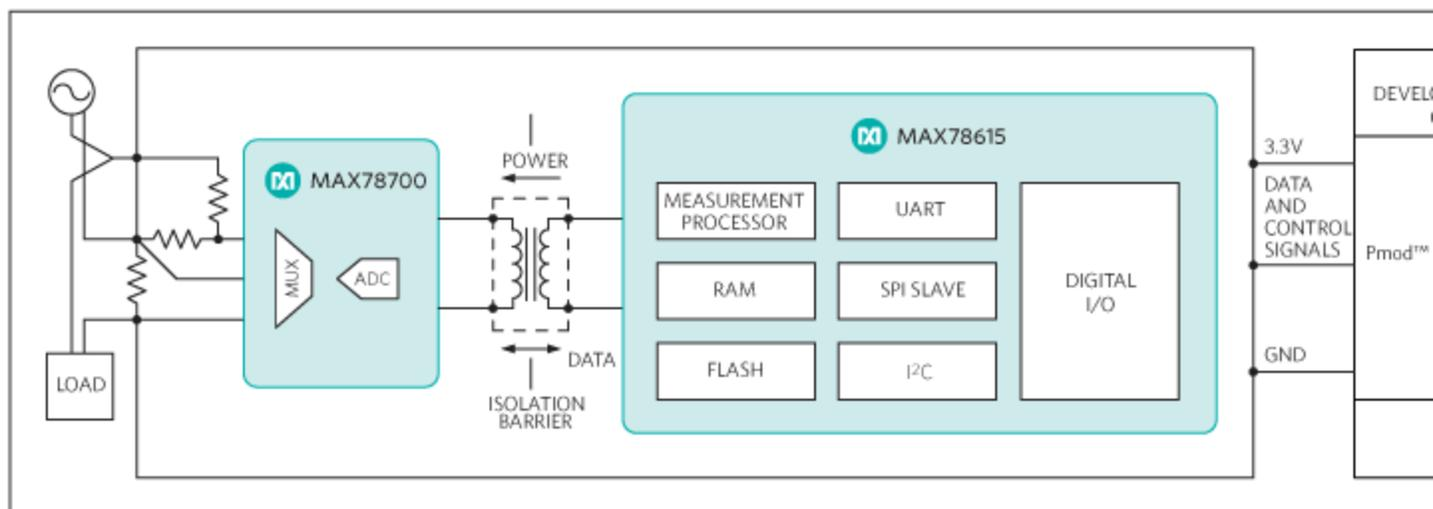 MAX78700
MUX
ADC
LOAD
POWER
DATA
ISOLATION
BARRIER
MAX78615
MEASUREMENT
PROCESSOR
UART
RAM
SPI SLAVE
FLASH
I²C
DIGITAL
I/O
3.3V
DATA
AND
CONTROL
SIGNALS
GND
DEVELO
Pmod™